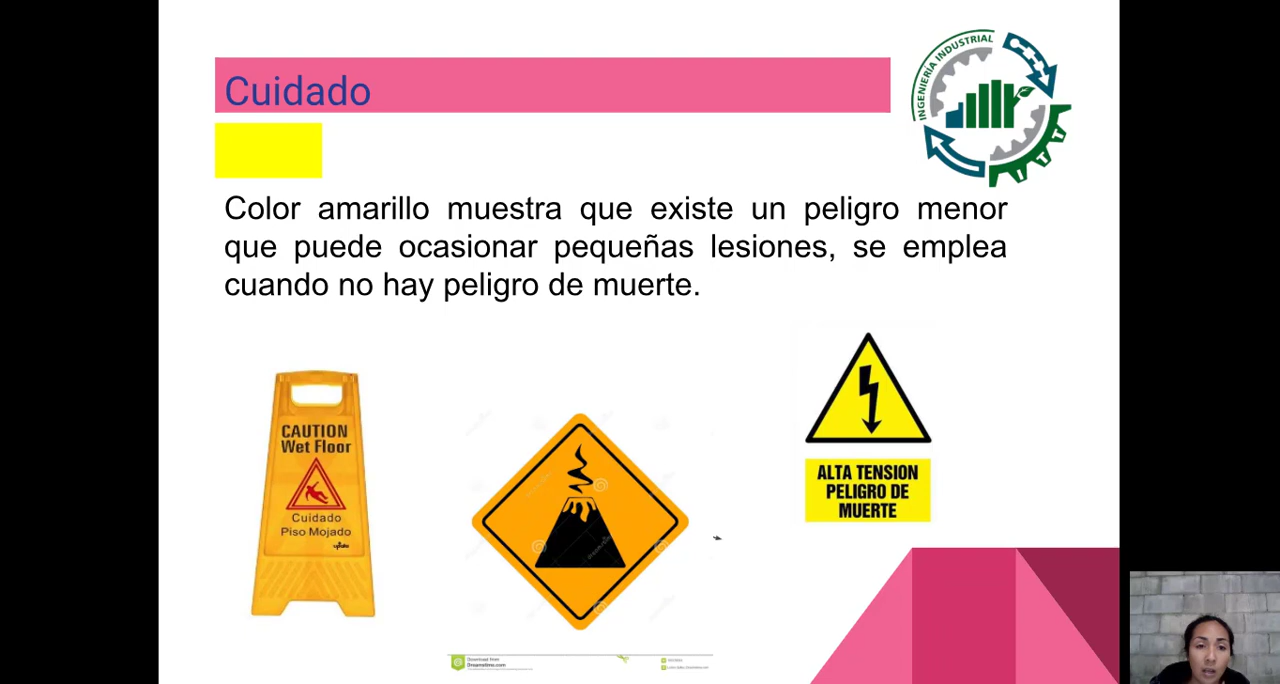 Cuidado
INGENIERÍA INDUSTRIAL
ITT
Color amarillo muestra que existe un peligro menor
que puede ocasionar pequeñas lesiones, se emplea
cuando no hay peligro de muerte.
CAUTION
Wet Floor
Cuidado
Piso Mojado
ALTA TENSION
PELIGRO DE
MUERTE
Download from
Dreamstime.com